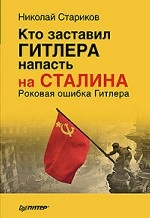 Николай Стариков
Кто заставил
ГИТЛЕРА
напасть
на СТАЛИНА
Роковая ошибка Гитлера
ПИТЕР